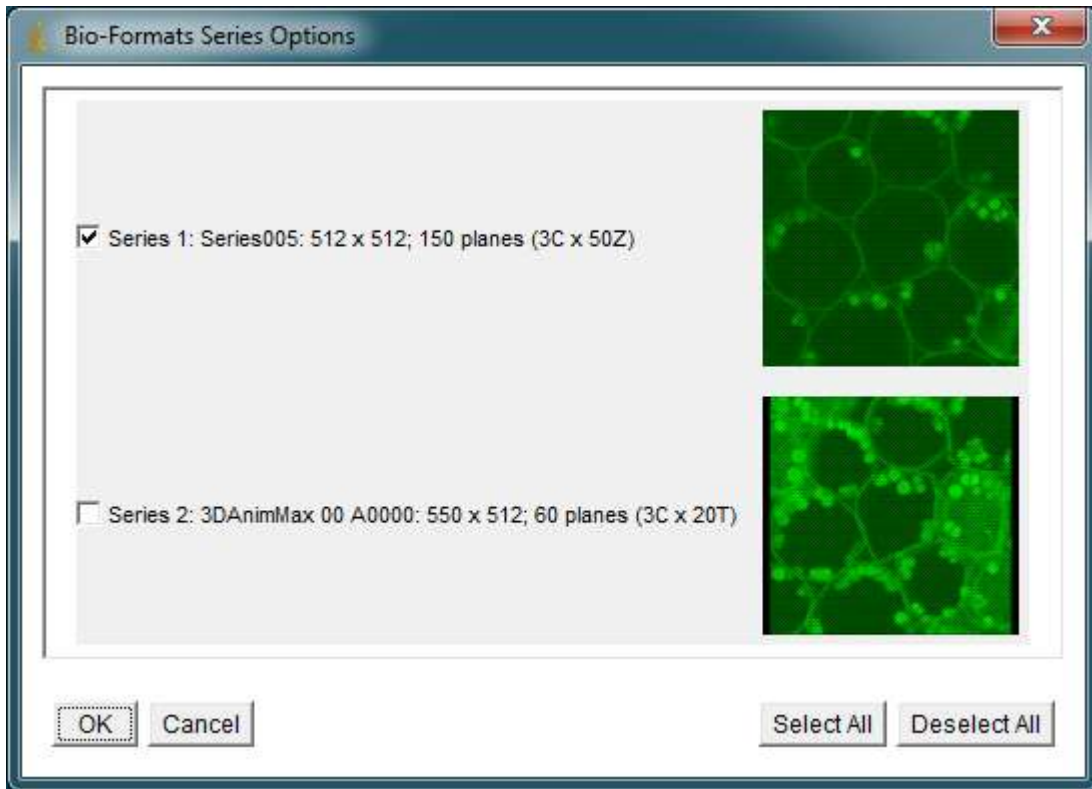 Bio-Formats Series Options
Series 1: Series005: 512 x 512; 150 planes (3C x 50Z)
Series 2: 3DAnimMax 00 A0000: 550 x 512; 60 planes (3C x 20T)
OK Cancel Select All Deselect All